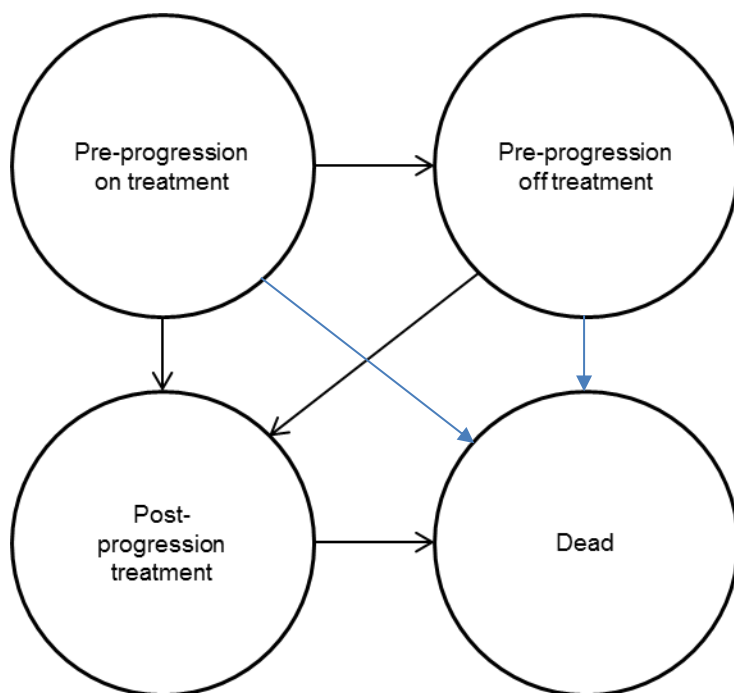 Pre-progression
on treatment
Pre-progression
off treatment
Post-
progression
treatment
Dead